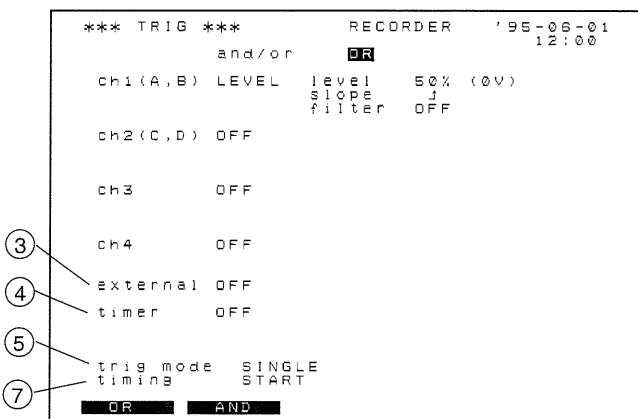 *** TRIG *** RECORDER '95-06-01
12:00
and/or OR
ch1(A,B) LEVEL level 50% (0V)
slope ↥
filter OFF
ch2(C,D) OFF
ch3 OFF
ch4 OFF
③ external OFF
④ timer OFF
⑤ trig mode SINGLE
⑦ timing START
OR AND